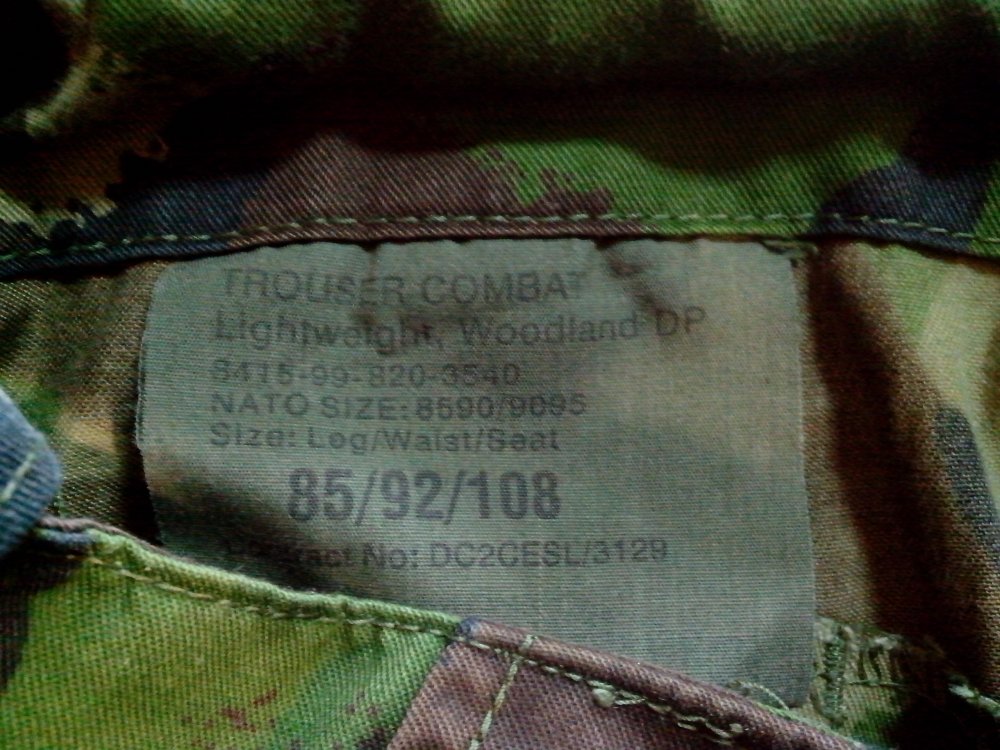 TROUSER COMBAT
Lightweight, Woodland DP
8415-99-820-3540
NATO SIZE: 8590/9095
Size: Leg/Waist/Seat
85/92/108
No: DC2CESL/3129